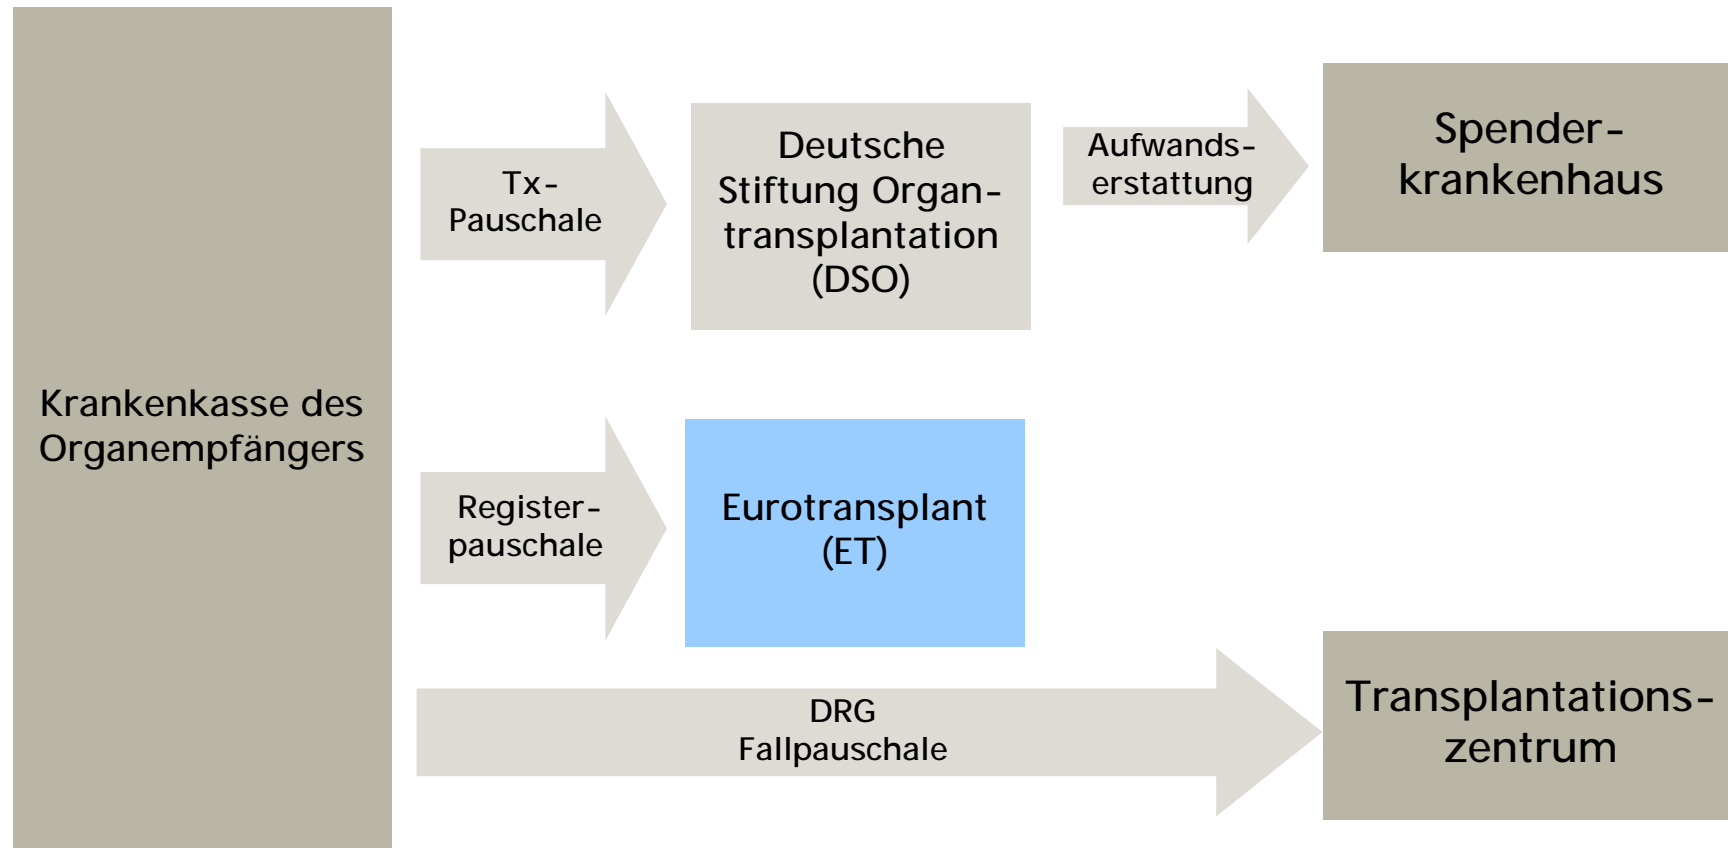 Krankenkasse des
Organempfängers
Tx-
Pauschale
Deutsche
Stiftung Organ-
transplantation
(DSO)
Aufwands-
erstattung
Spender-
krankenhaus
Register-
pauschale
Eurotransplant
(ET)
DRG
Fallpauschale
Transplantations-
zentrum